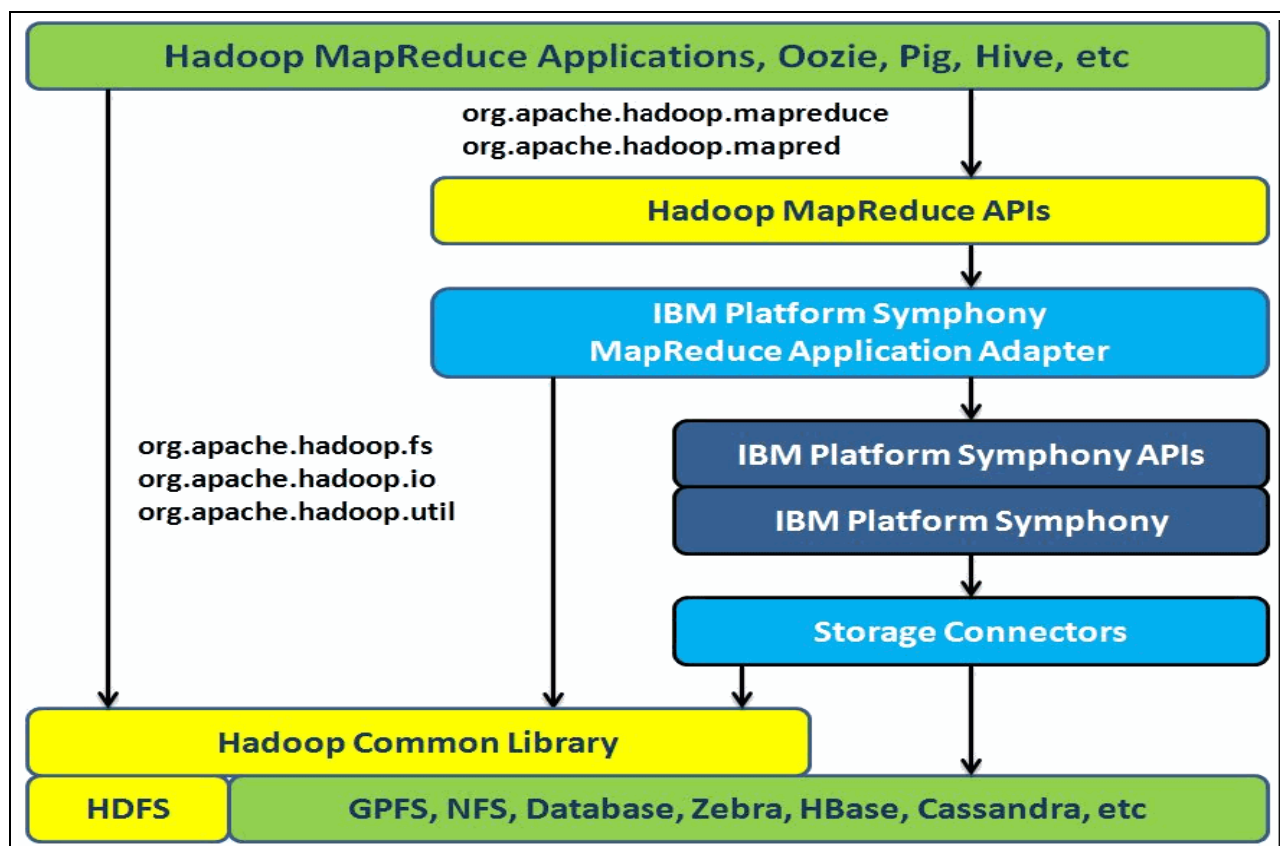 Hadoop MapReduce Applications, Oozie, Pig, Hive, etc
org.apache.hadoop.mapreduce
org.apache.hadoop.mapred
Hadoop MapReduce APIs
IBM Platform Symphony
MapReduce Application Adapter
org.apache.hadoop.fs
org.apache.hadoop.io
org.apache.hadoop.util
IBM Platform Symphony APIs
IBM Platform Symphony
Storage Connectors
Hadoop Common Library
HDFS
GPFS, NFS, Database, Zebra, HBase, Cassandra, etc